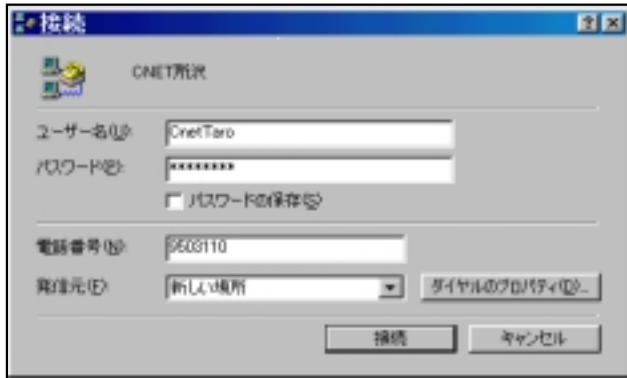 接続
CNET所沢
ユーザー名(U): CnetTaro
パスワード(P): ********
パスワードの保存(S)
電話番号(N): 9503110
発信元(F): 新しい場所 ダイヤルのプロパティ(D)...
接続 キャンセル